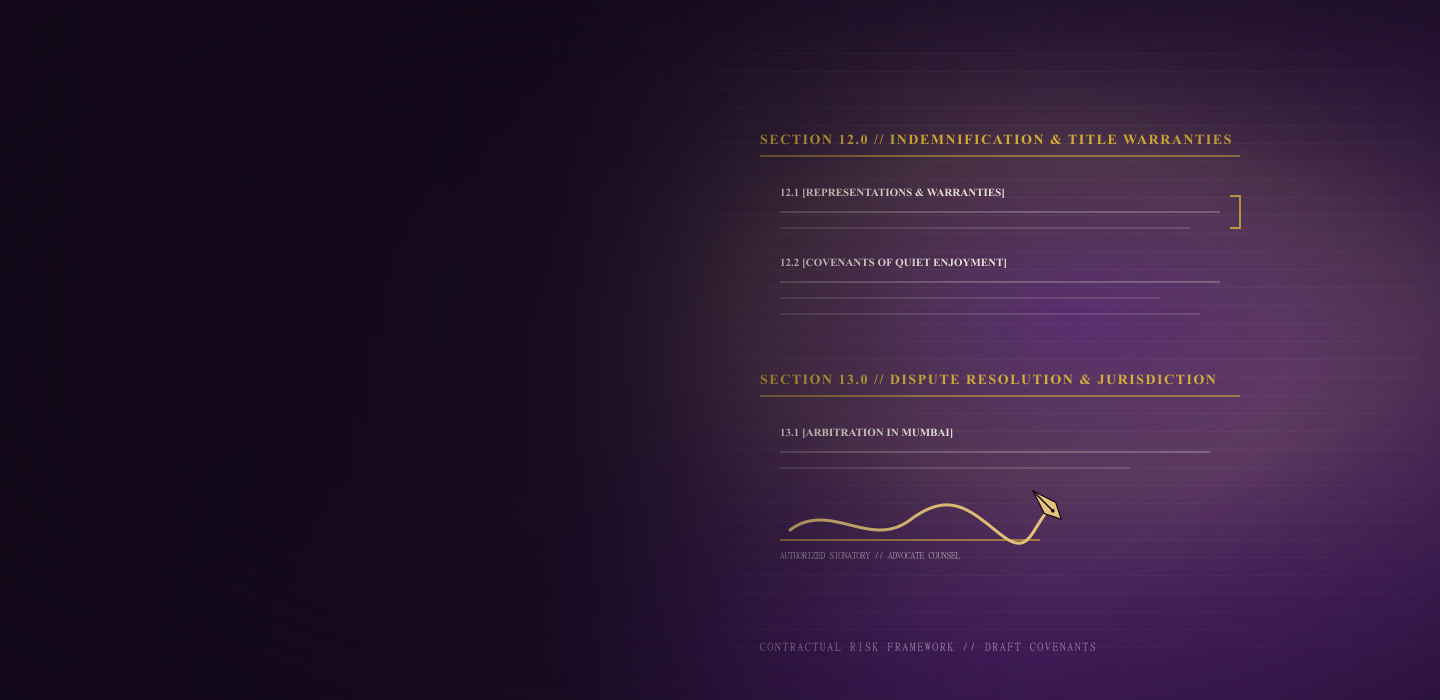 SECTION 12.0 // INDEMNIFICATION & TITLE WARRANTIES
12.1 [REPRESENTATIONS & WARRANTIES]
12.2 [COVENANTS OF QUIET ENJOYMENT]
SECTION 13.0 // DISPUTE RESOLUTION & JURISDICTION
13.1 [ARBITRATION IN MUMBAI]
AUTHORIZED SIGNATORY // ADVOCATE COUNSEL
CONTRACTUAL RISK FRAMEWORK // DRAFT COVENANTS